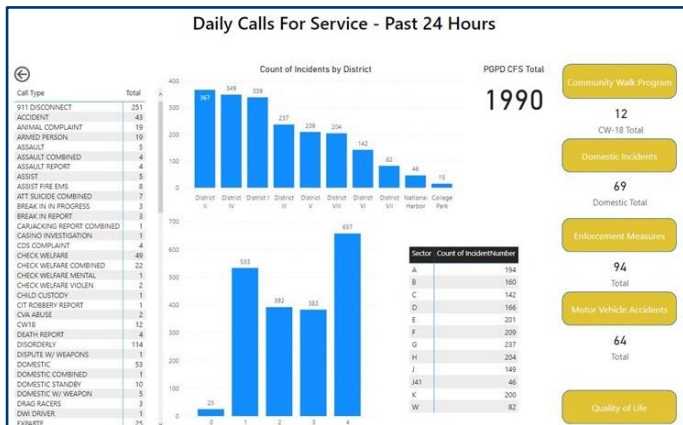 Daily Calls For Service - Past 24 Hours
Call Type Total
911 DISCONNECT 251
ACCIDENT 43
ANIMAL COMPLAINT 19
ARMED PERSON 19
ASSAULT 5
ASSAULT COMBINED 4
ASSAULT REPORT 4
ASSIST 5
ASSIST FIRE EMS 8
ATT SUICIDE COMBINED 7
BREAK IN IN PROGRESS 3
BREAK IN REPORT 3
CARJACKING REPORT COMBINED 1
CASINO INVESTIGATION 1
CDS COMPLAINT 4
CHECK WELFARE 49
CHECK WELFARE COMBINED 22
CHECK WELFARE MENTAL 1
CHECK WELFARE VIOLEN 2
CHILD CUSTODY 1
CIT ROBBERY REPORT 1
CVA ABUSE 2
CW18 12
DEATH REPORT 4
DISORDERLY 114
DISPUTE W/ WEAPONS 1
DOMESTIC 53
DOMESTIC COMBINED 1
DOMESTIC STANDBY 10
DOMESTIC W/ WEAPON 5
DRAG RACERS 3
DWI DRIVER 1
EXPARTE 25
Count of Incidents by District
400
300
200
100
0
367
349
339
237
209
204
142
82
46
13
District II
District IV
District I
District III
District V
District VIII
District VI
District VII
National Harbor
College Park
700
600
500
400
300
200
100
0
25
533
392
383
657
0
1
2
3
4
PGPD CFS Total
1990
Sector Count of IncidentNumber
A 194
B 160
C 142
D 166
E 201
F 209
G 237
H 204
J 149
J41 46
K 200
W 82
Community Walk Program
12
CW-18 Total
Domestic Incidents
69
Domestic Total
Enforcement Measures
94
Total
Motor Vehicle Accidents
64
Total
Quality of Life